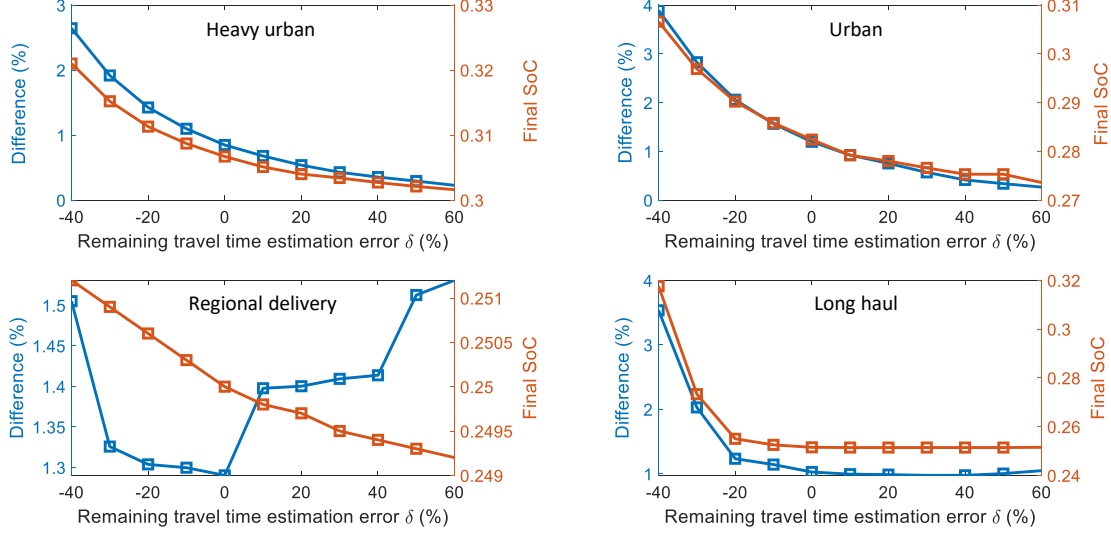 Heavy urban
3
2
1
0
Difference (%)
0.33
0.32
0.31
0.3
Final SoC
-40 -20 0 20 40 60
Remaining travel time estimation error δ (%)
Urban
4
3
2
1
0
Difference (%)
0.31
0.3
0.29
0.28
0.27
Final SoC
-40 -20 0 20 40 60
Remaining travel time estimation error δ (%)
Regional delivery
1.5
1.45
1.4
1.35
1.3
Difference (%)
0.251
0.2505
0.250
0.2495
0.249
Final SoC
-40 -20 0 20 40 60
Remaining travel time estimation error δ (%)
Long haul
4
3
2
1
Difference (%)
0.32
0.3
0.28
0.26
0.24
Final SoC
-40 -20 0 20 40 60
Remaining travel time estimation error δ (%)